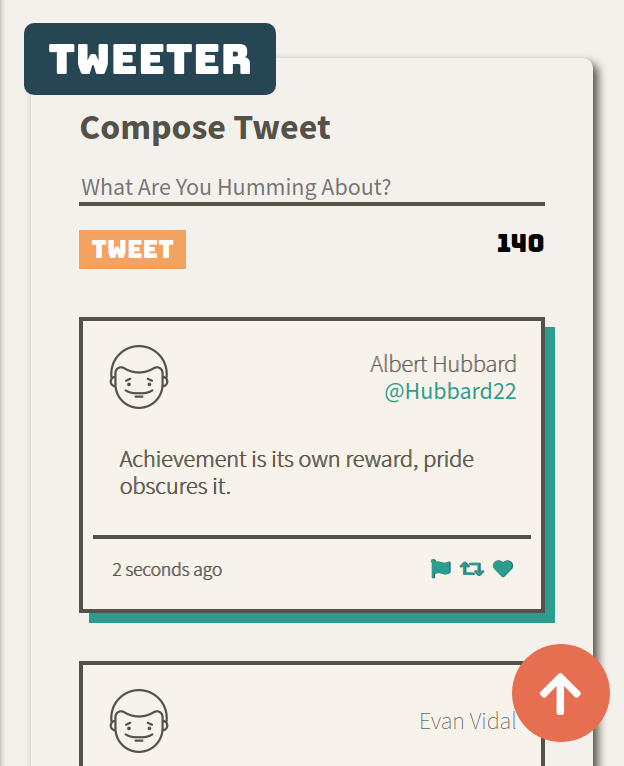 TWEETER
Compose Tweet
What Are You Humming About?
TWEET
140
Albert Hubbard
@Hubbard22
Achievement is its own reward, pride
obscures it.
2 seconds ago
Evan Vidal